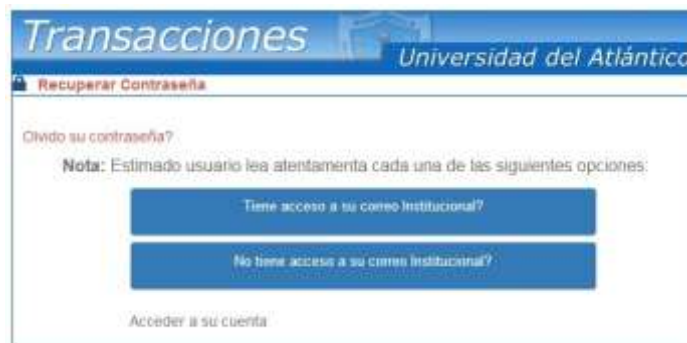 Transacciones
Universidad del Atlántico
Recuperar Contraseña
Olvido su contraseña?
Nota: Estimado usuario lea atentamenta cada una de las siguientes opciones:
Tiene acceso a su correo Institucional?
No tiene acceso a su correo Institucional?
Acceder a su cuenta